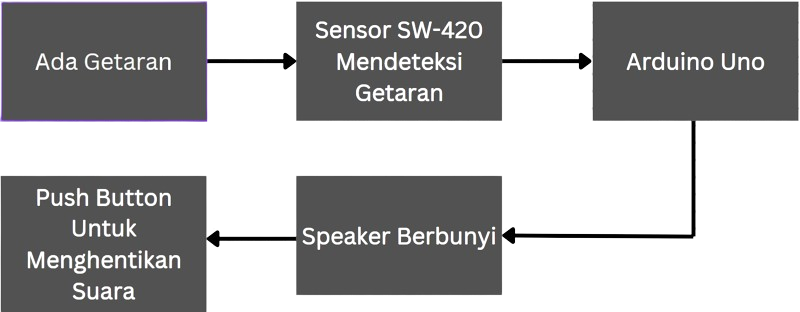 Ada Getaran
Sensor SW-420
Mendeteksi
Getaran
Arduino Uno
Speaker Berbunyi
Push Button
Untuk
Menghentikan
Suara